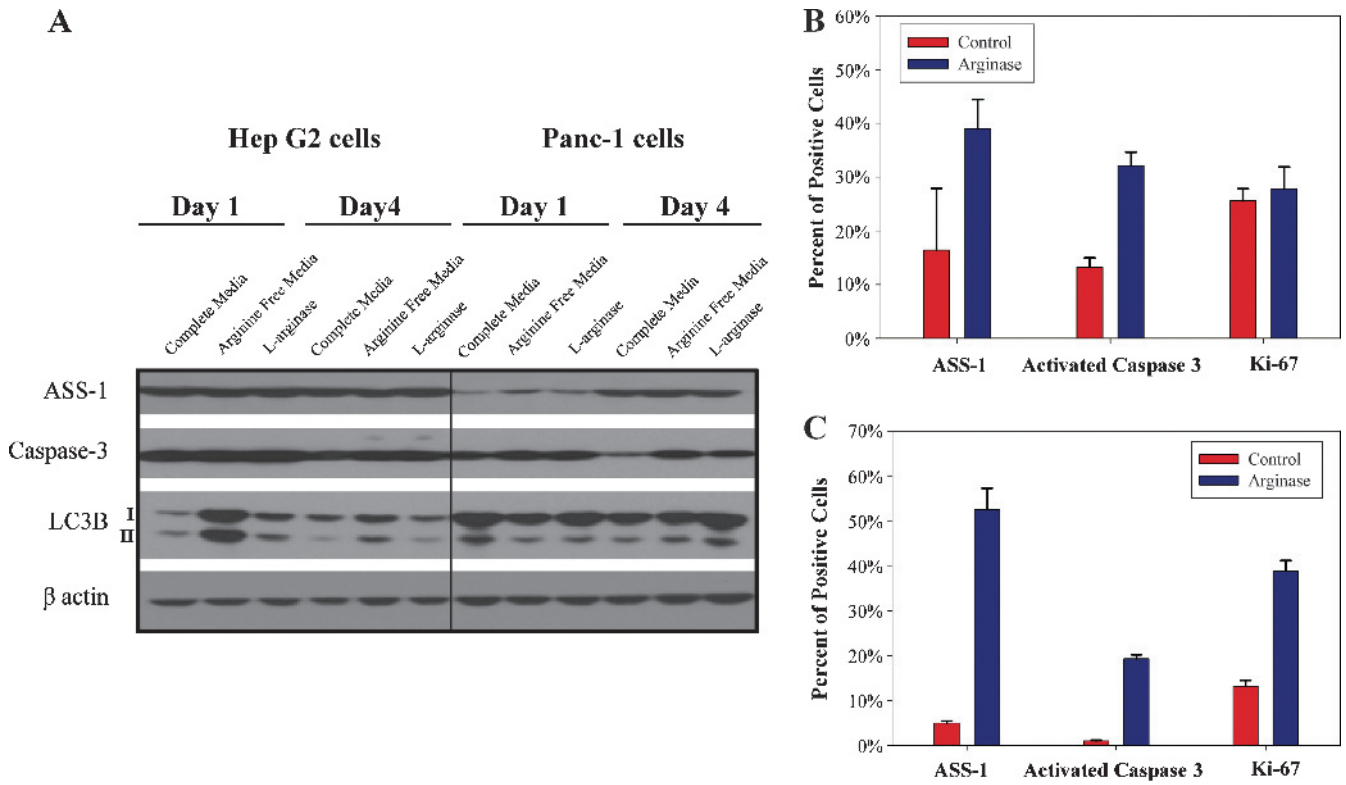 A
Hep G2 cells
Panc-1 cells
Day 1
Day4
Day 1
Day 4
Complete Media
Arginine Free Media
L-arginase
Complete Media
Arginine Free Media
L-arginase
Complete Media
Arginine Free Media
L-arginase
Complete Media
Arginine Free Media
L-arginase
ASS-1
Caspase-3
LC3B
I
II
β actin
B
Percent of Positive Cells
60%
50%
40%
30%
20%
10%
0%
Control
Arginase
ASS-1
Activated Caspase 3
Ki-67
C
Percent of Positive Cells
70%
60%
50%
40%
30%
20%
10%
0%
Control
Arginase
ASS-1
Activated Caspase 3
Ki-67